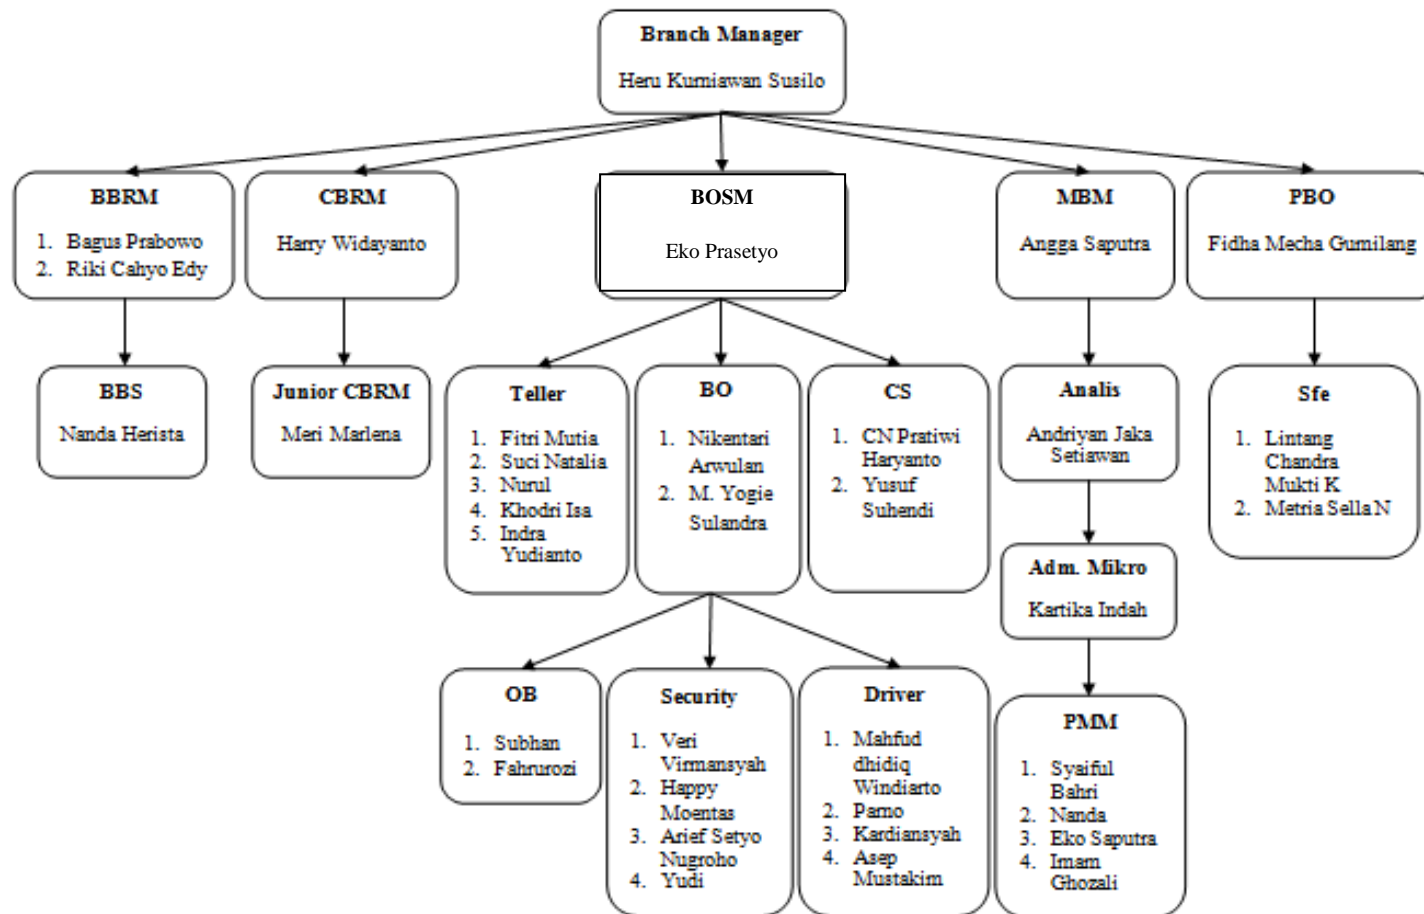 Branch Manager
Heru Kurniawan Susilo
BBRM
1. Bagus Prabowo
2. Riki Cahyo Edy
CBRM
Harry Widayanto
BOSM
Eko Prasetyo
MBM
Angga Saputra
PBO
Fidha Mecha Gumilang
BBS
Nanda Herista
Junior CBRM
Meri Marlena
Teller
1. Fitri Mutia
2. Suci Natalia
3. Nurul
4. Khodri Isa
5. Indra
Yudianto
BO
1. Nikentari
Arwulan
2. M. Yogie
Sulandra
CS
1. CN Pratiwi
Haryanto
2. Yusuf
Suhendi
Analis
Andriyan Jaka
Setiawan
Sfe
1. Lintang
Chandra
Mukti K
2. Metria Sella N
Adm. Mikro
Kartika Indah
OB
1. Subhan
2. Fahrurozi
Security
1. Veri
Virmansyah
2. Happy
Moentas
3. Arief Setyo
Nugroho
4. Yudi
Driver
1. Mahfud
dhidiq
Windiarto
2. Parno
3. Kardiansyah
4. Asep
Mustakim
PMM
1. Syaiful
Bahri
2. Nanda
3. Eko Saputra
4. Imam
Ghozali